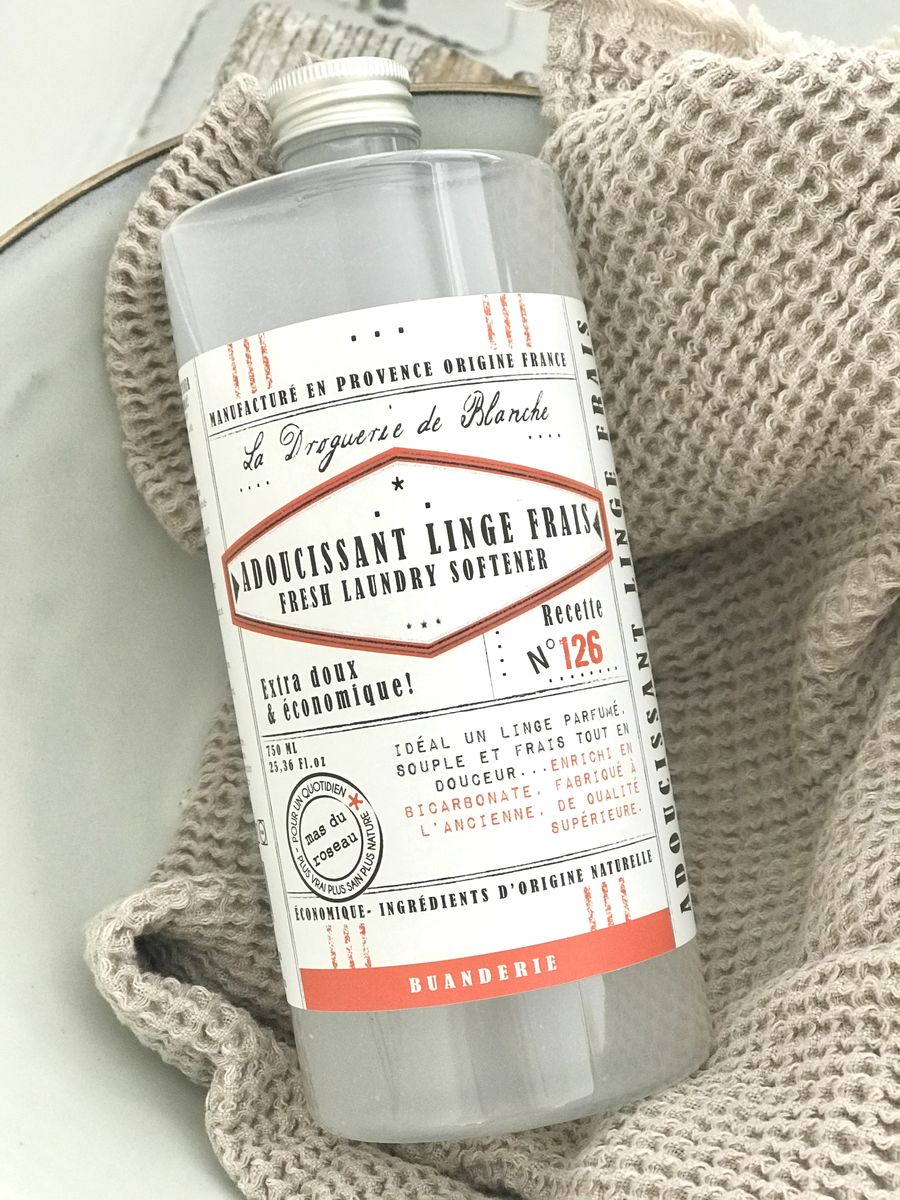 MANUFACTURÉ EN PROVENCE ORIGINE FRANCE
La Droguerie de Blanche
ADOUCISSANT LINGE FRAIS
FRESH LAUNDRY SOFTENER
Recette
N° 126
Extra doux
& économique!
750 ML
25,36 Fl.oz
IDÉAL UN LINGE PARFUMÉ,
SOUPLE ET FRAIS TOUT EN
DOUCEUR...ENRICHI EN
BICARBONATE, FABRIQUÉ À
L'ANCIENNE, DE QUALITÉ
SUPÉRIEURE.
- POUR UN QUOTIDIEN * PLUS VRAI PLUS SAIN PLUS NATURE
mas du
roseau
ÉCONOMIQUE- INGRÉDIENTS D'ORIGINE NATURELLE
BUANDERIE
ADOUCISSANT LINGE FRAIS